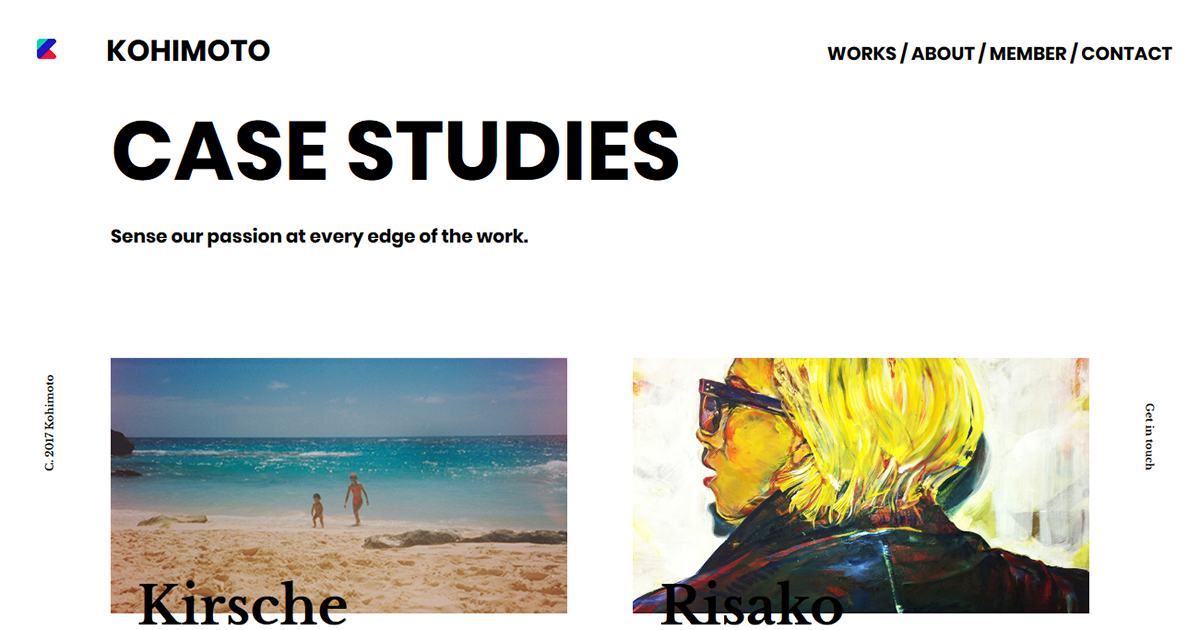 KOHIMOTO
WORKS / ABOUT / MEMBER / CONTACT
CASE STUDIES
Sense our passion at every edge of the work.
C. 2017 Kohimoto
Get in touch
Kirsche
Risako